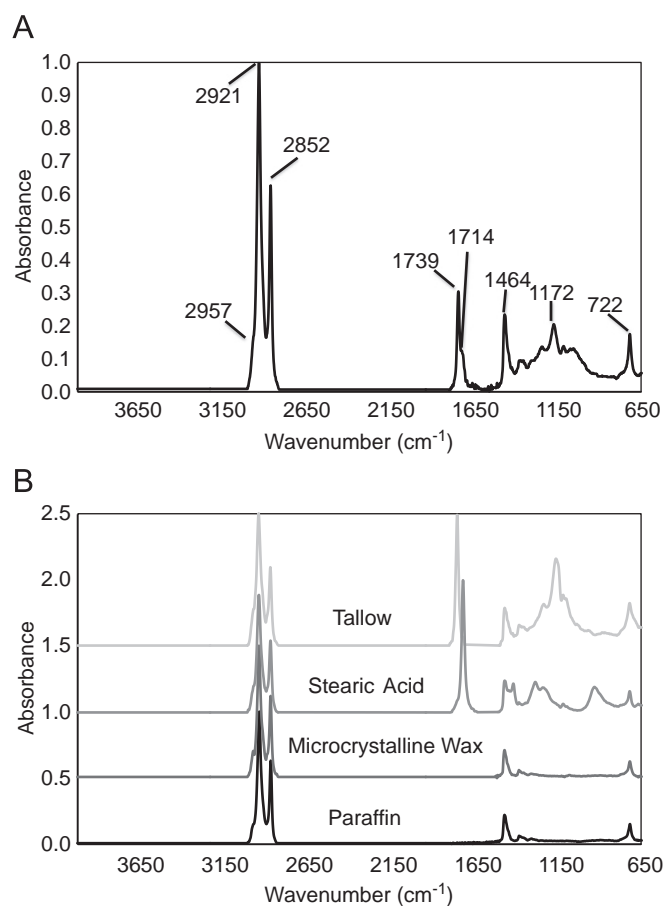 A
1.0
2921
0.9
0.8
2852
0.7
0.6
Absorbance
0.5
1714
0.4
1739
1464
1172
0.3
722
2957
0.2
0.1
0.0
3650 3150 2650 2150 1650 1150 650
Wavenumber (cm-1)
B
2.5
2.0
Tallow
1.5
Stearic Acid
Absorbance
1.0
Microcrystalline Wax
0.5
Paraffin
0.0
3650 3150 2650 2150 1650 1150 650
Wavenumber (cm-1)